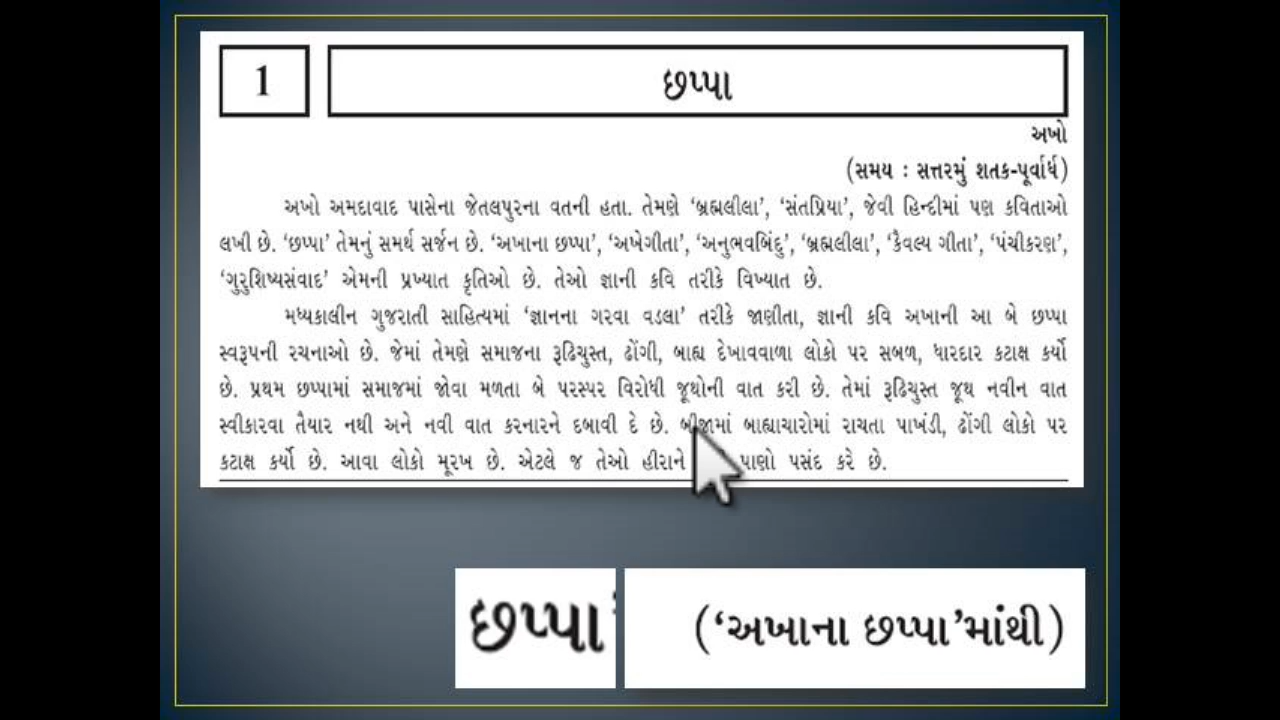 1
છપ્પા
અખો
(સમય : સત્તરમું શતક-પૂર્વાર્ધ)
અખો અમદાવાદ પાસેના જેતલપુરના વતની હતા. તેમણે ‘બ્રહ્મલીલા’, ‘સંતપ્રિયા’, જેવી હિન્દીમાં પણ કવિતાઓ
લખી છે. ‘છપ્પા’ તેમનું સમર્થ સર્જન છે. ‘અખાના છપ્પા’, ‘અખેગીતા’, ‘અનુભવબિંદુ’, ‘બ્રહ્મલીલા’, ‘કૈવલ્ય ગીતા’, ‘પંચીકરણ’,
‘ગુરુશિષ્યસંવાદ’ એમની પ્રખ્યાત કૃતિઓ છે. તેઓ જ્ઞાની કવિ તરીકે વિખ્યાત છે.
મધ્યકાલીન ગુજરાતી સાહિત્યમાં ‘જ્ઞાનના ગરવા વડલા’ તરીકે જાણીતા, જ્ઞાની કવિ અખાની આ બે છપ્પા
સ્વરૂપની રચનાઓ છે. જેમાં તેમણે સમાજના રૂઢિચુસ્ત, ઢોંગી, બાહ્ય દેખાવવાળા લોકો પર સબળ, ધારદાર કટાક્ષ કર્યો
છે. પ્રથમ છપ્પામાં સમાજમાં જોવા મળતા બે પરસ્પર વિરોધી જૂથોની વાત કરી છે. તેમાં રૂઢિચુસ્ત જૂથ નવીન વાત
સ્વીકારવા તૈયાર નથી અને નવી વાત કરનારને દબાવી દે છે. બીજામાં બાહ્યાચારોમાં રાચતા પાખંડી, ઢોંગી લોકો પર
કટાક્ષ કર્યો છે. આવા લોકો મૂરખ છે. એટલે જ તેઓ હીરાને પાણો પસંદ કરે છે.
છપ્પા’
(‘અખાના છપ્પા’માંથી)